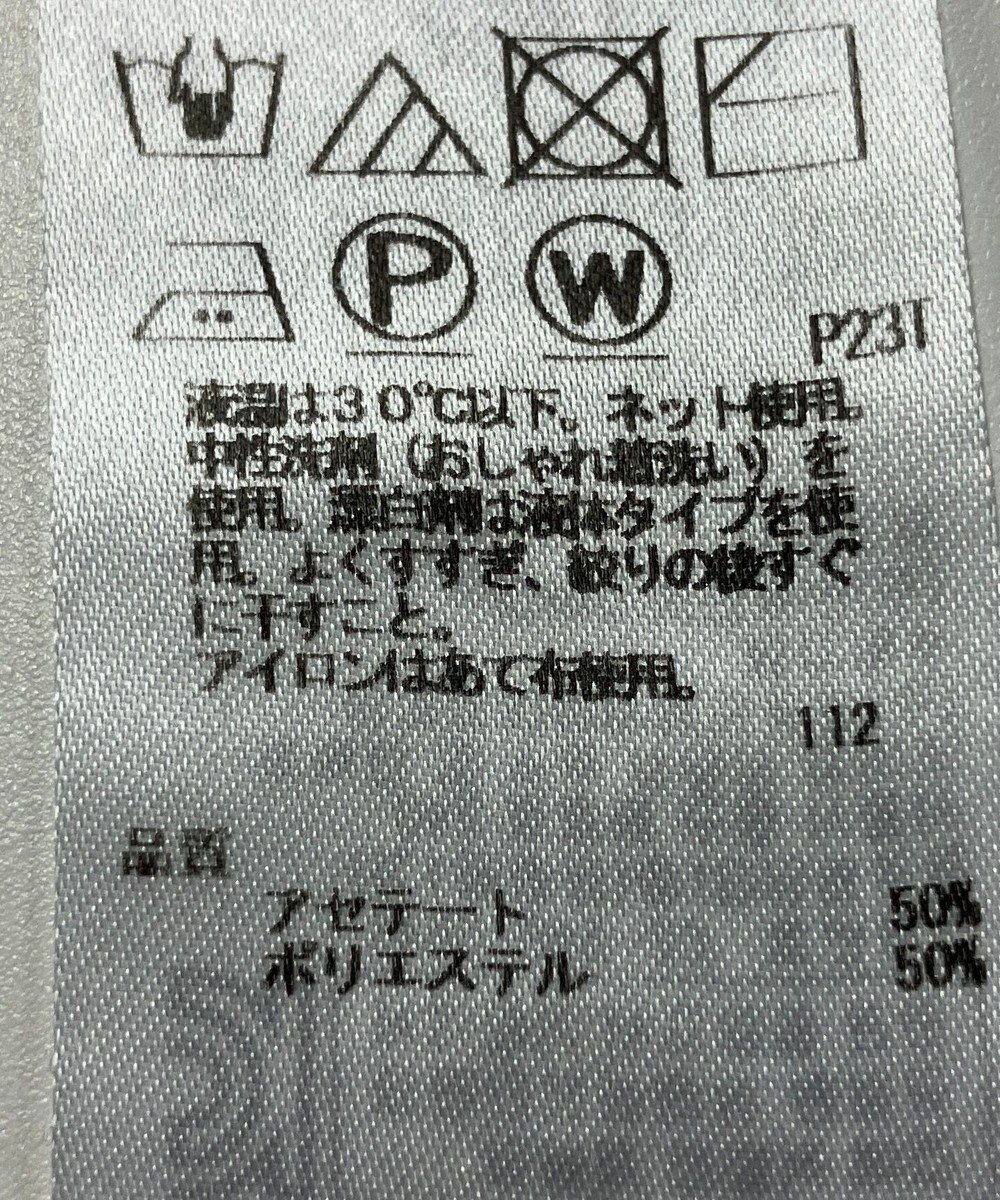 P
W
P23T
液温は30℃以下。ネット使用。
中性洗剤（おしゃれ着洗い）を
使用。漂白剤は液体タイプを使
用。よくすすぎ、絞りの後すぐ
に干すこと。
アイロンはあて布使用。
112
品質
アセテート 50%
ポリエステル 50%